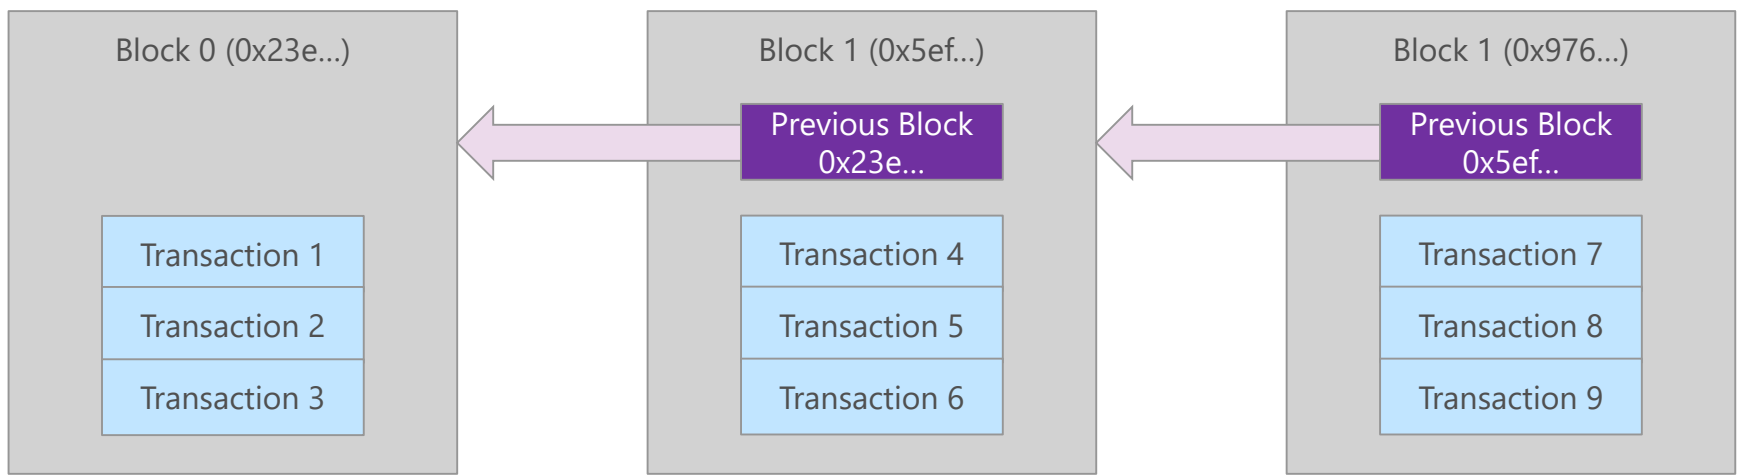 Block 0 (0x23e...)
Transaction 1
Transaction 2
Transaction 3
Block 1 (0x5ef...)
Previous Block
0x23e...
Transaction 4
Transaction 5
Transaction 6
Block 1 (0x976...)
Previous Block
0x5ef...
Transaction 7
Transaction 8
Transaction 9